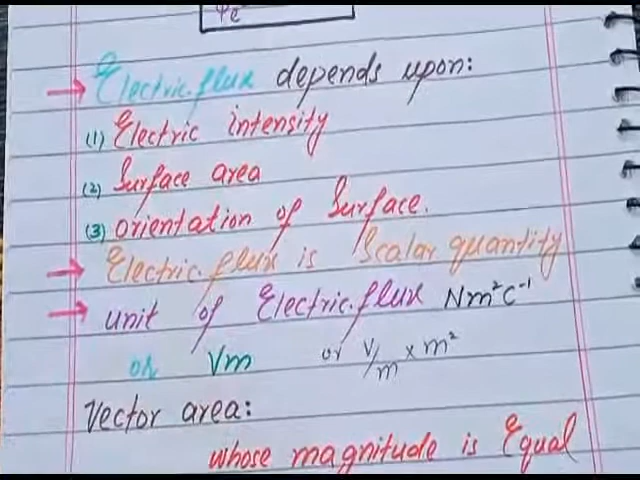 φe
→ Electric flux depends upon:
(1) Electric intensity
(2) Surface area
(3) orientation of Surface.
→ Electric flux is Scalar quantity
→ unit of Electric flux Nm²C⁻¹
or Vm or V/m × m²
Vector area:
whose magnitude is Equal